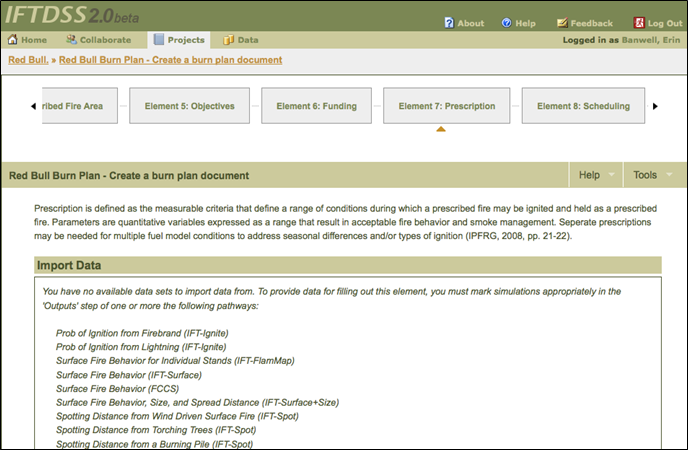 IFTDSS 2.0 beta
About Help Feedback Log Out
Home Collaborate Projects Data Logged in as Banwell, Erin
Red Bull. » Red Bull Burn Plan - Create a burn plan document
ribed Fire Area Element 5: Objectives Element 6: Funding Element 7: Prescription Element 8: Scheduling
Red Bull Burn Plan - Create a burn plan document Help Tools
Prescription is defined as the measurable criteria that define a range of conditions during which a prescribed fire may be ignited and held as a prescribed
fire. Parameters are quantitative variables expressed as a range that result in acceptable fire behavior and smoke management. Seperate prescriptions
may be needed for multiple fuel model conditions to address seasonal differences and/or types of ignition (IPFRG, 2008, pp. 21-22).
Import Data
You have no available data sets to import data from. To provide data for filling out this element, you must mark simulations appropriately in the
'Outputs' step of one or more the following pathways:
Prob of Ignition from Firebrand (IFT-Ignite)
Prob of Ignition from Lightning (IFT-Ignite)
Surface Fire Behavior for Individual Stands (IFT-FlamMap)
Surface Fire Behavior (IFT-Surface)
Surface Fire Behavior (FCCS)
Surface Fire Behavior, Size, and Spread Distance (IFT-Surface+Size)
Spotting Distance from Wind Driven Surface Fire (IFT-Spot)
Spotting Distance from Torching Trees (IFT-Spot)
Spotting Distance from a Burning Pile (IFT-Spot)